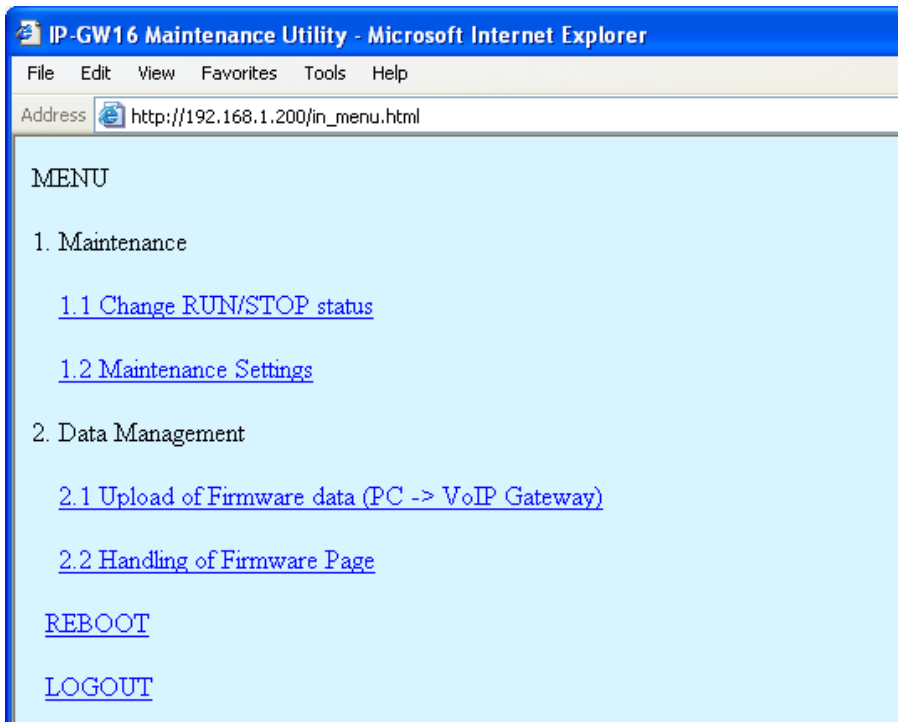 IP-GW16 Maintenance Utility - Microsoft Internet Explorer
File Edit View Favorites Tools Help
Address http://192.168.1.200/in_menu.html
MENU
1. Maintenance
1.1 Change RUN/STOP status
1.2 Maintenance Settings
2. Data Management
2.1 Upload of Firmware data (PC -> VoIP Gateway)
2.2 Handling of Firmware Page
REBOOT
LOGOUT